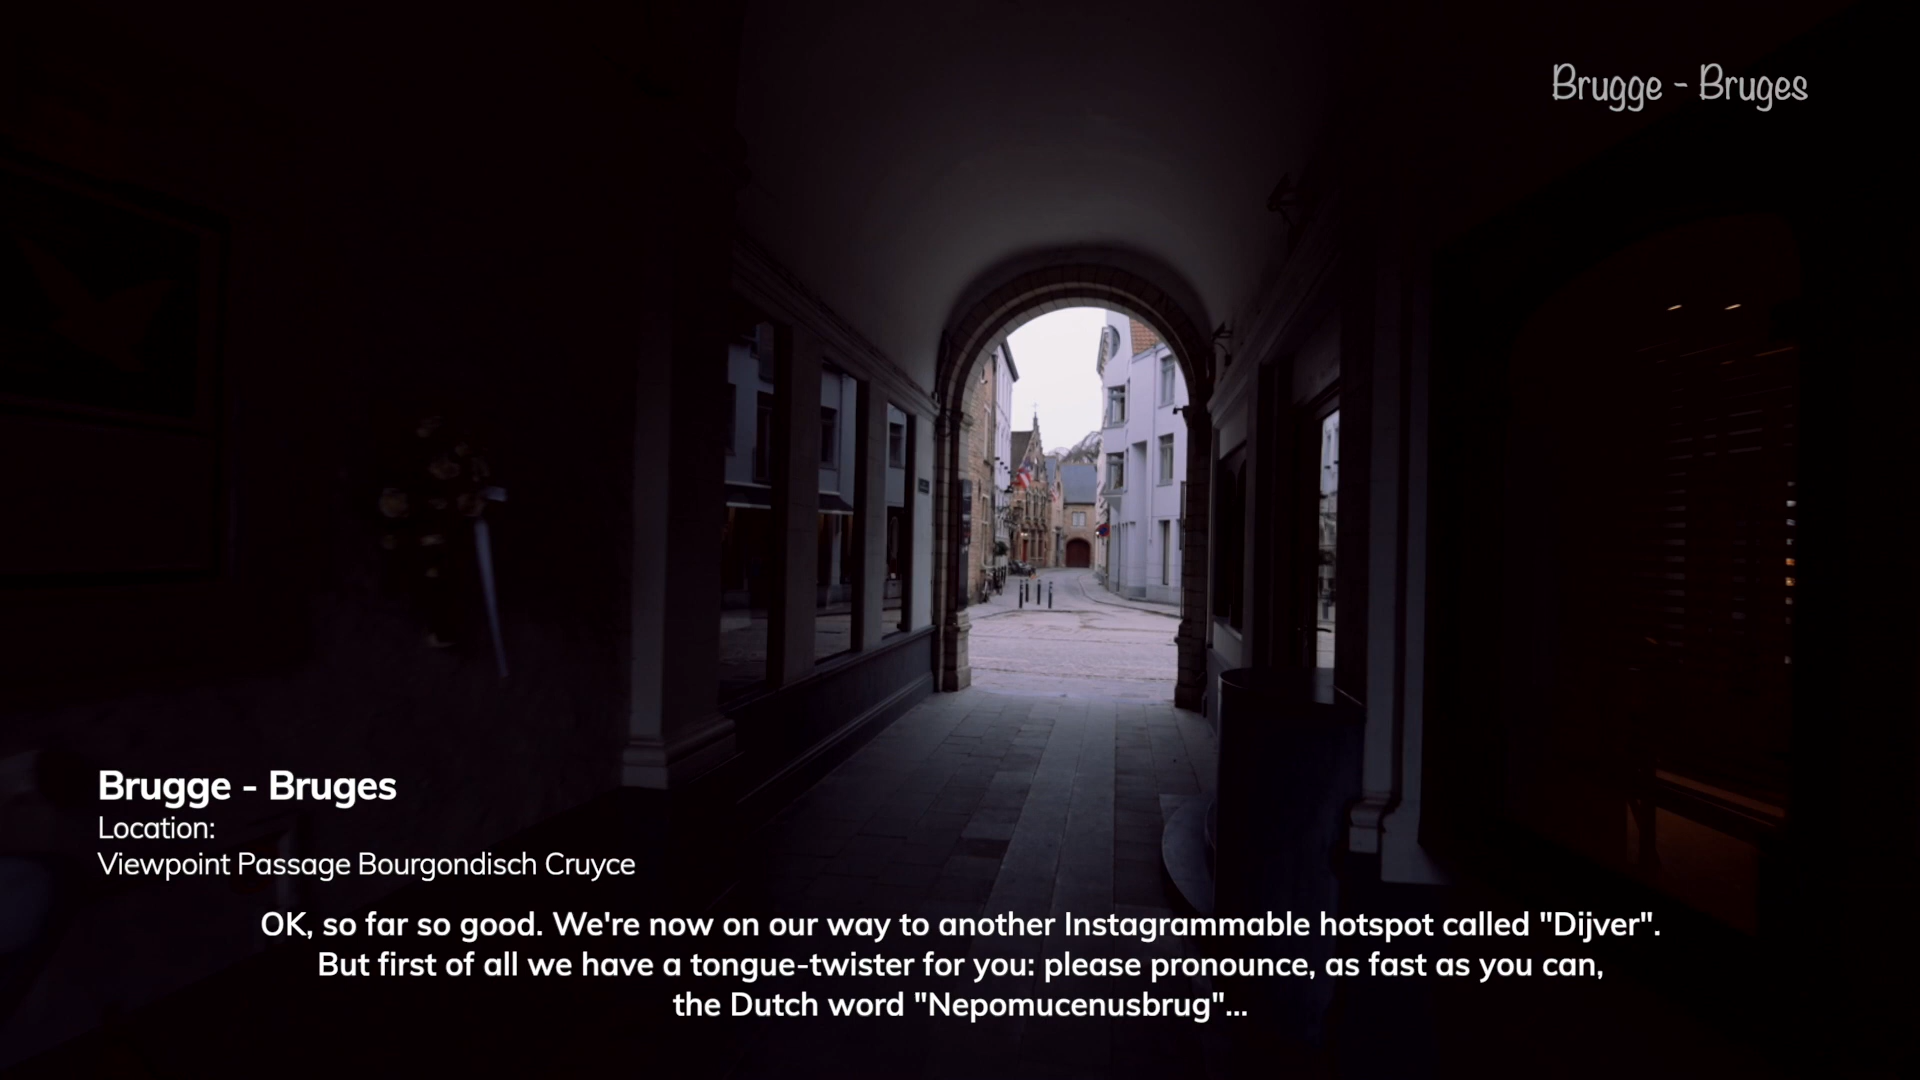 Brugge - Bruges
Brugge - Bruges
Location:
Viewpoint Passage Bourgondisch Cruyce
OK, so far so good. We're now on our way to another Instagrammable hotspot called "Dijver".
But first of all we have a tongue-twister for you: please pronounce, as fast as you can,
the Dutch word "Nepomucenusbrug"...